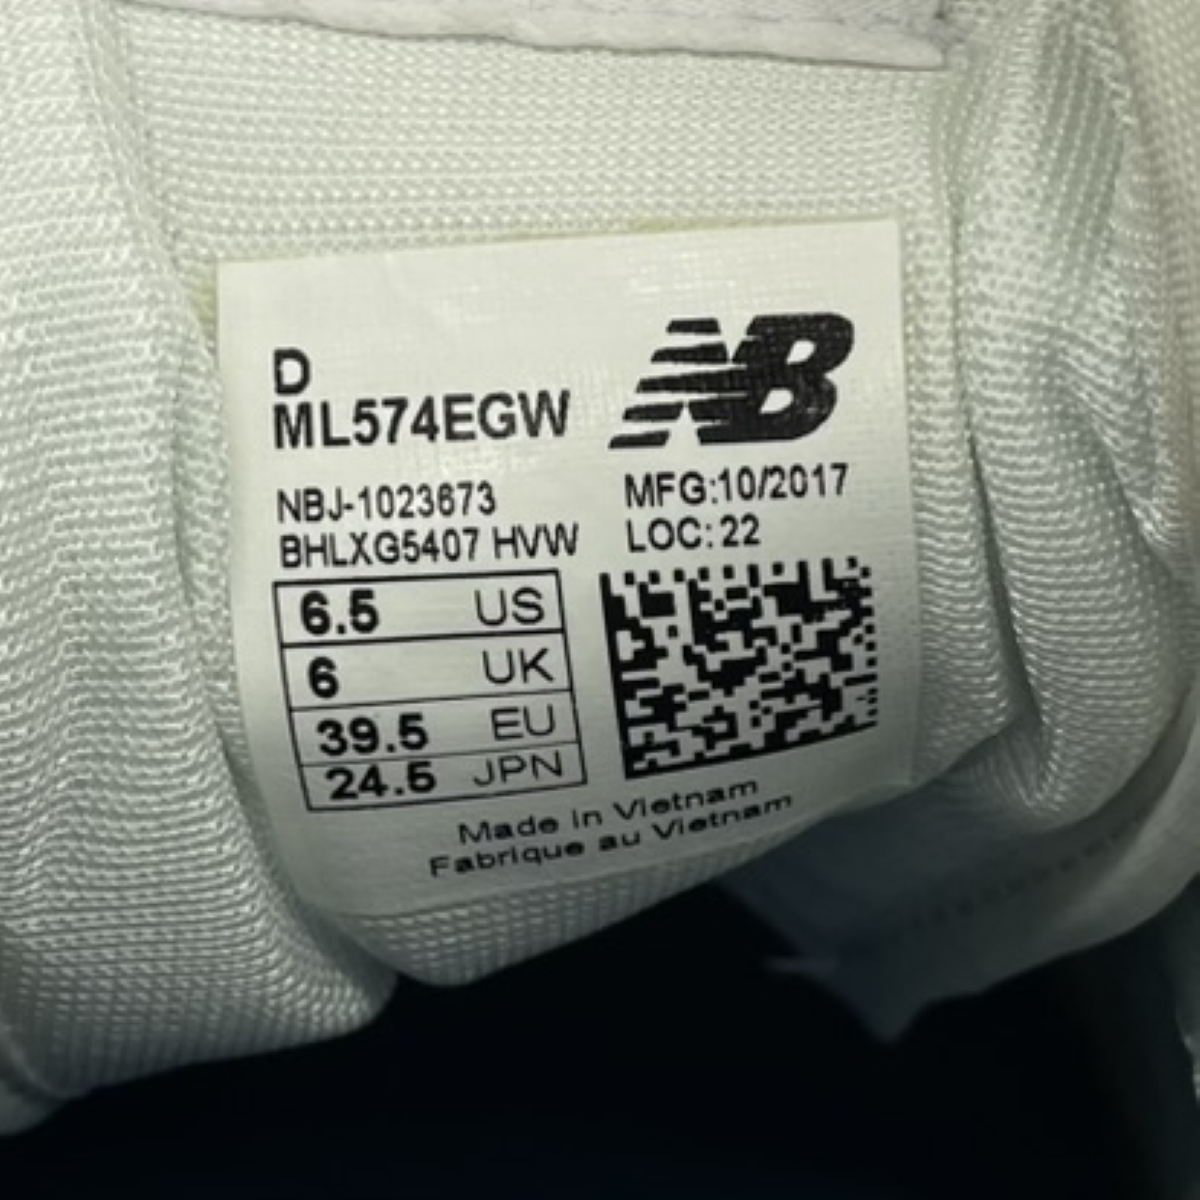 D
ML574EGW
NB
NBJ-1023673
BHLXG5407 HVW
MFG:10/2017
LOC:22
6.5 US
6 UK
39.5 EU
24.5 JPN
Made in Vietnam
Fabrique au Vietnam